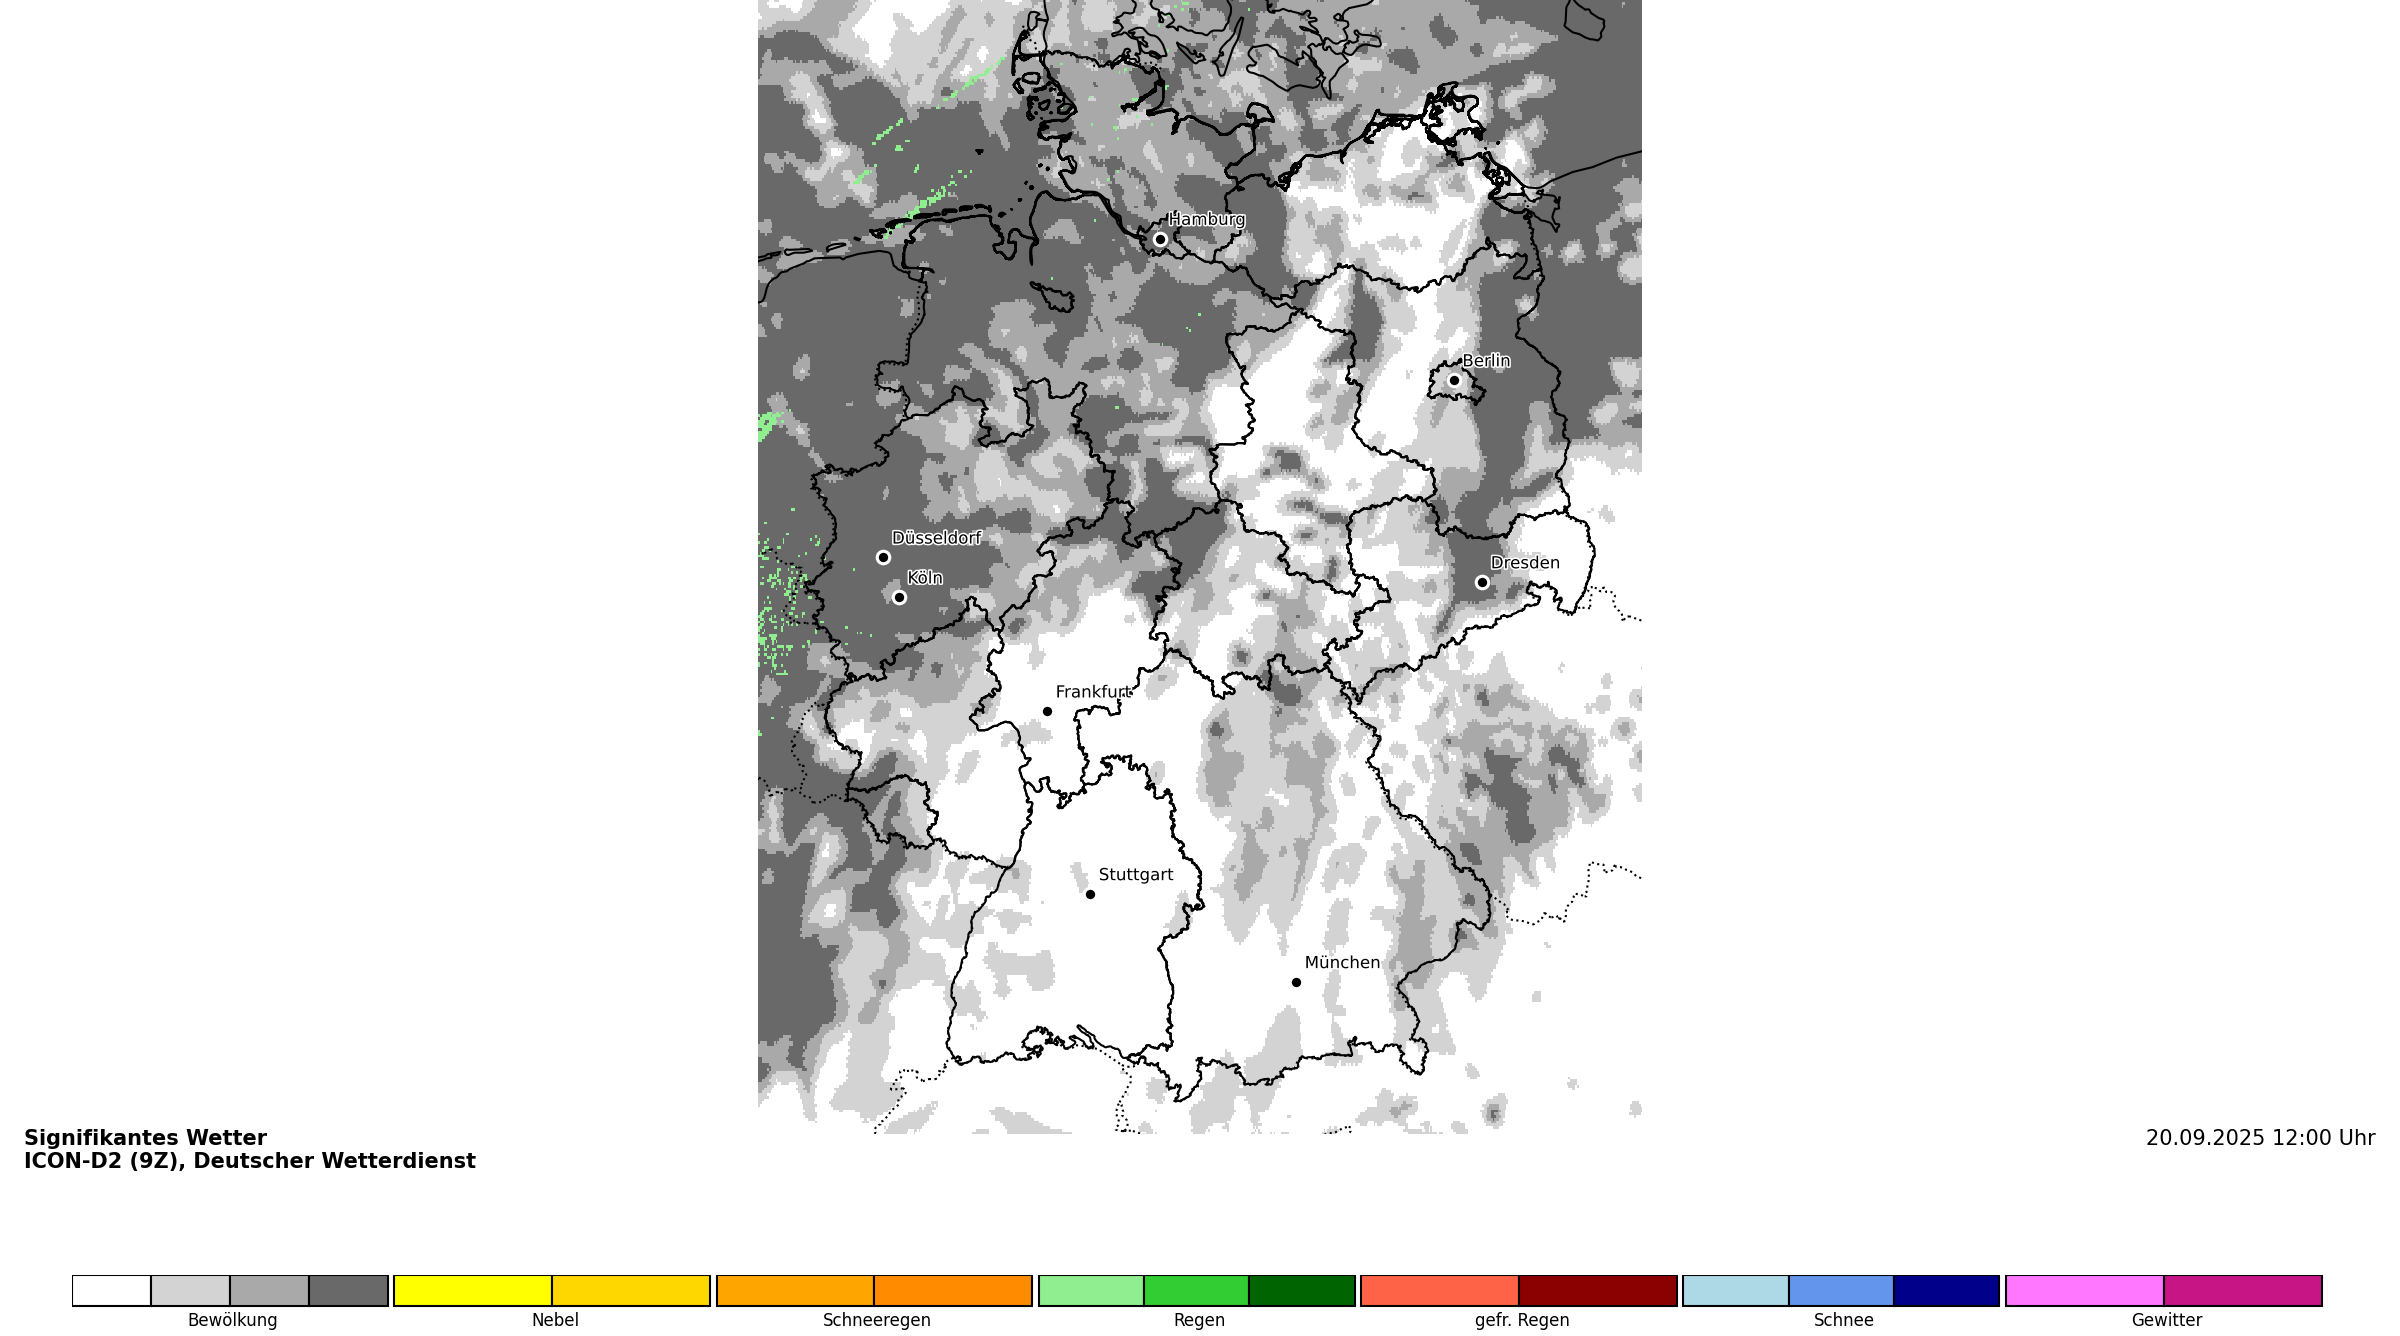 Hamburg
Berlin
Düsseldorf
Köln
Dresden
Frankfurt
Stuttgart
München
Signifikantes Wetter
ICON-D2 (9Z), Deutscher Wetterdienst
20.09.2025 12:00 Uhr
Bewölkung
Nebel
Schneeregen
Regen
gefr. Regen
Schnee
Gewitter